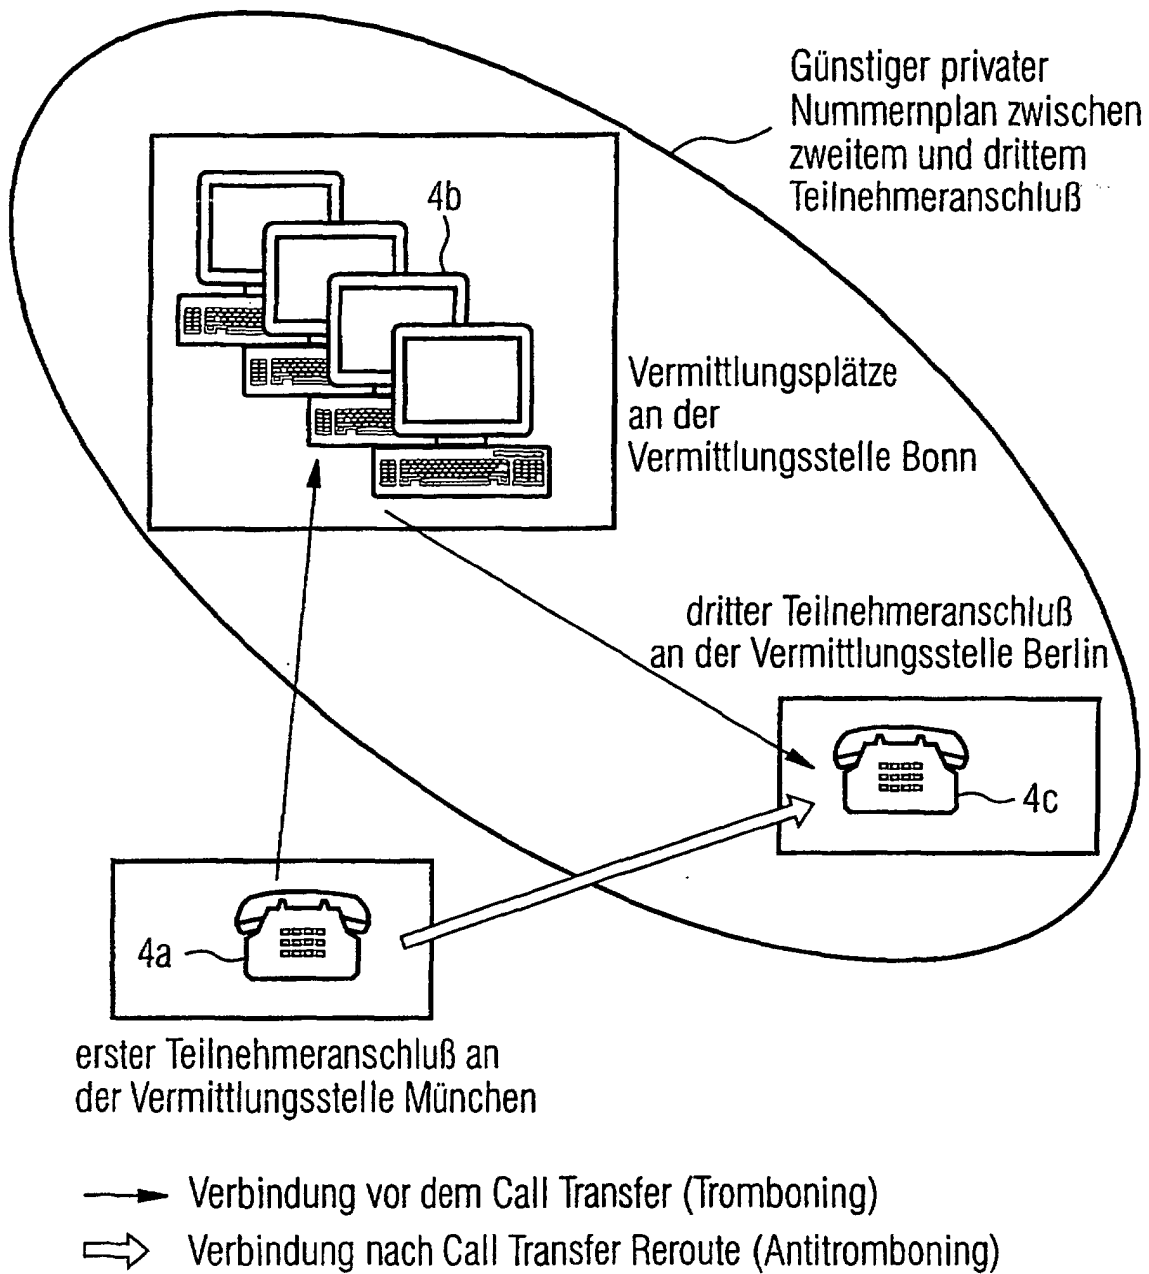 Günstiger privater
Nummernplan zwischen
zweitem und drittem
Teilnehmeranschluß
4b
Vermittlungsplätze
an der
Vermittlungsstelle Bonn
dritter Teilnehmeranschluß
an der Vermittlungsstelle Berlin
4c
4a
erster Teilnehmeranschluß an
der Vermittlungsstelle München
Verbindung vor dem Call Transfer (Tromboning)
Verbindung nach Call Transfer Reroute (Antitromboning)